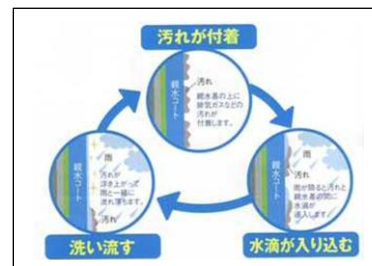 汚れが付着
汚れ
親水基の上に
排気ガスなどの
汚れが
付着します。
親水コート
雨
汚れ
雨が降ると汚れと
親水基の間に
水滴が
浸入します。
親水コート
水滴が入り込む
雨
汚れが
浮き上がって
雨と一緒に
流れ落ちます。
汚れ
親水コート
洗い流す